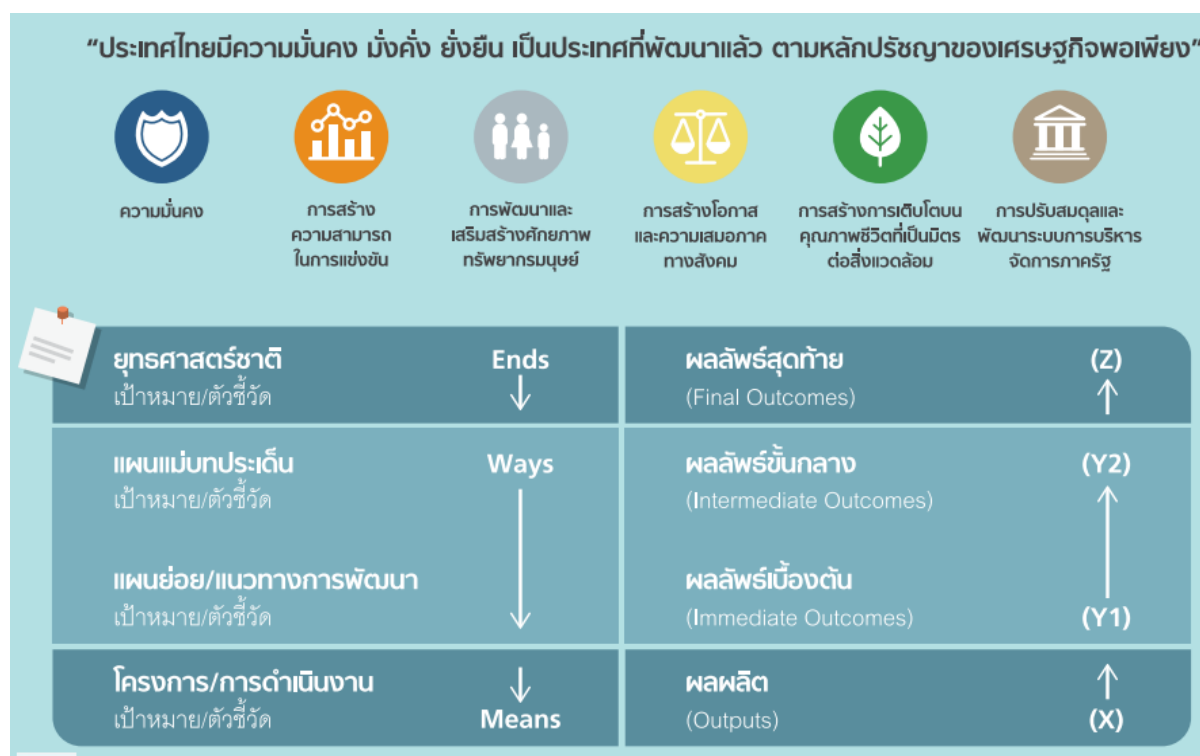 “ประเทศไทยมีความมั่นคง มั่งคั่ง ยั่งยืน เป็นประเทศที่พัฒนาแล้ว ตามหลักปรัชญาของเศรษฐกิจพอเพียง”
ความมั่นคง
การสร้าง
ความสามารถ
ในการแข่งขัน
การพัฒนาและ
เสริมสร้างศักยภาพ
ทรัพยากรมนุษย์
การสร้างโอกาส
และความเสมอภาค
ทางสังคม
การสร้างการเติบโตบน
คุณภาพชีวิตที่เป็นมิตร
ต่อสิ่งแวดล้อม
การปรับสมดุลและ
พัฒนาระบบการบริหาร
จัดการภาครัฐ
ยุทธศาสตร์ชาติ Ends
เป้าหมาย/ตัวชี้วัด
ผลลัพธ์สุดท้าย (Z)
(Final Outcomes)
แผนแม่บทประเด็น Ways
เป้าหมาย/ตัวชี้วัด
ผลลัพธ์ขั้นกลาง (Y2)
(Intermediate Outcomes)
แผนย่อย/แนวทางการพัฒนา
เป้าหมาย/ตัวชี้วัด
ผลลัพธ์เบื้องต้น
(Immediate Outcomes) (Y1)
โครงการ/การดำเนินงาน
เป้าหมาย/ตัวชี้วัด Means
ผลผลิต
(Outputs) (X)